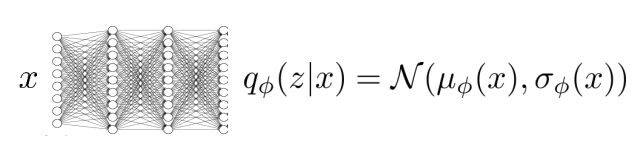 x q_ϕ(z|x) = 𝒩(μ_ϕ(x), σ_ϕ(x))